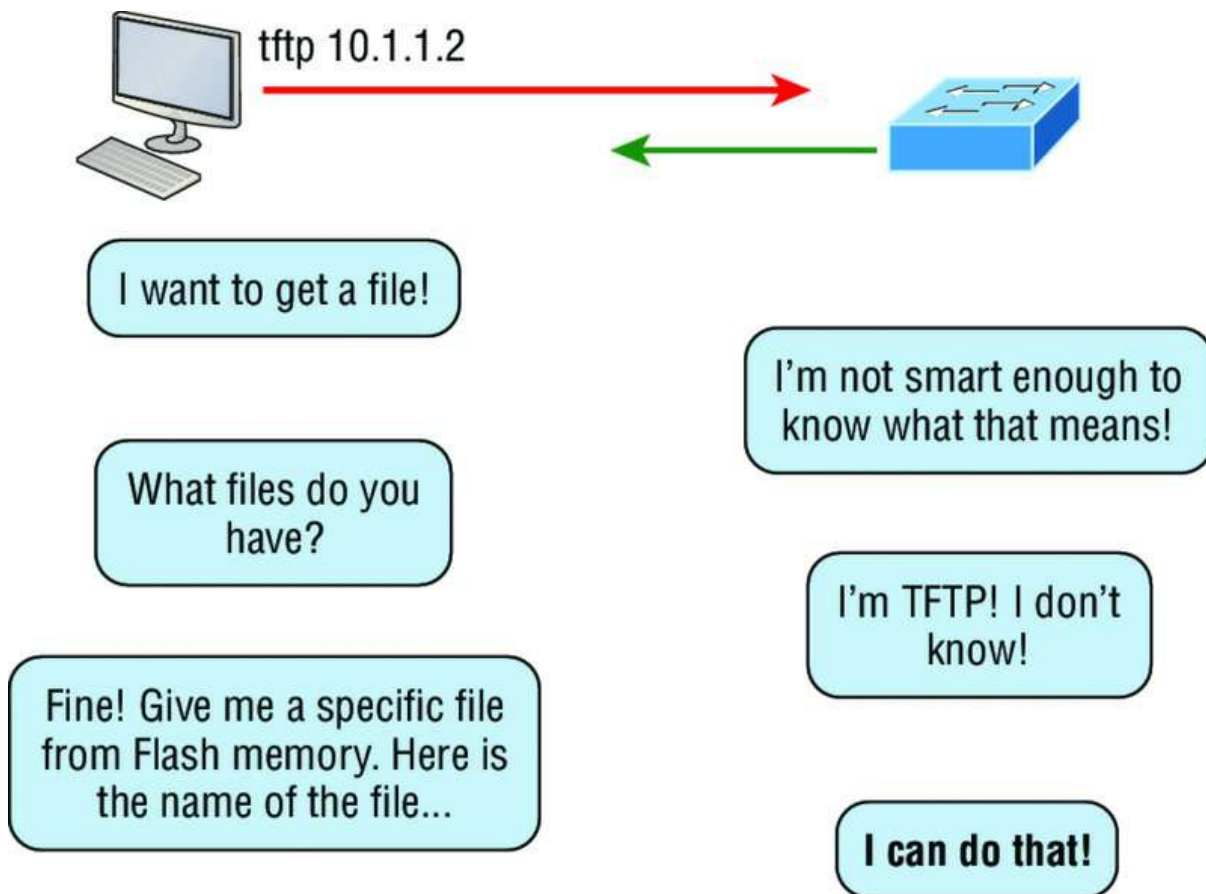 tftp 10.1.1.2
I want to get a file!
I’m not smart enough to
know what that means!
What files do you
have?
I’m TFTP! I don’t
know!
Fine! Give me a specific file
from Flash memory. Here is
the name of the file...
I can do that!